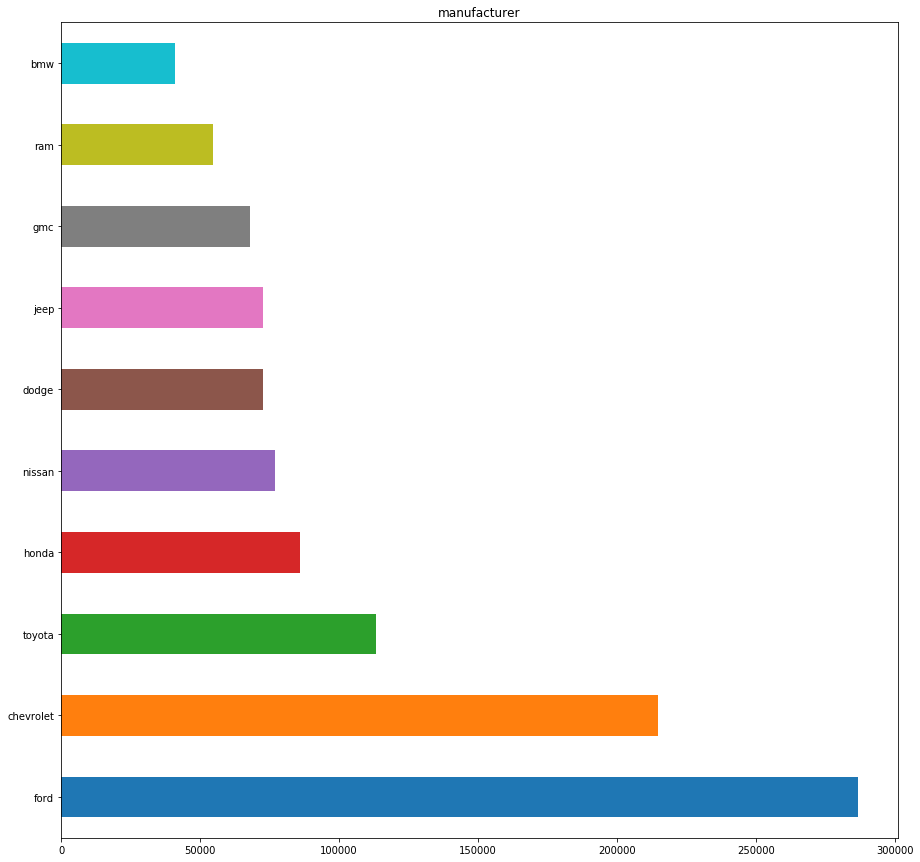 manufacturer
bmw
ram
gmc
jeep
dodge
nissan
honda
toyota
chevrolet
ford
0 50000 100000 150000 200000 250000 300000